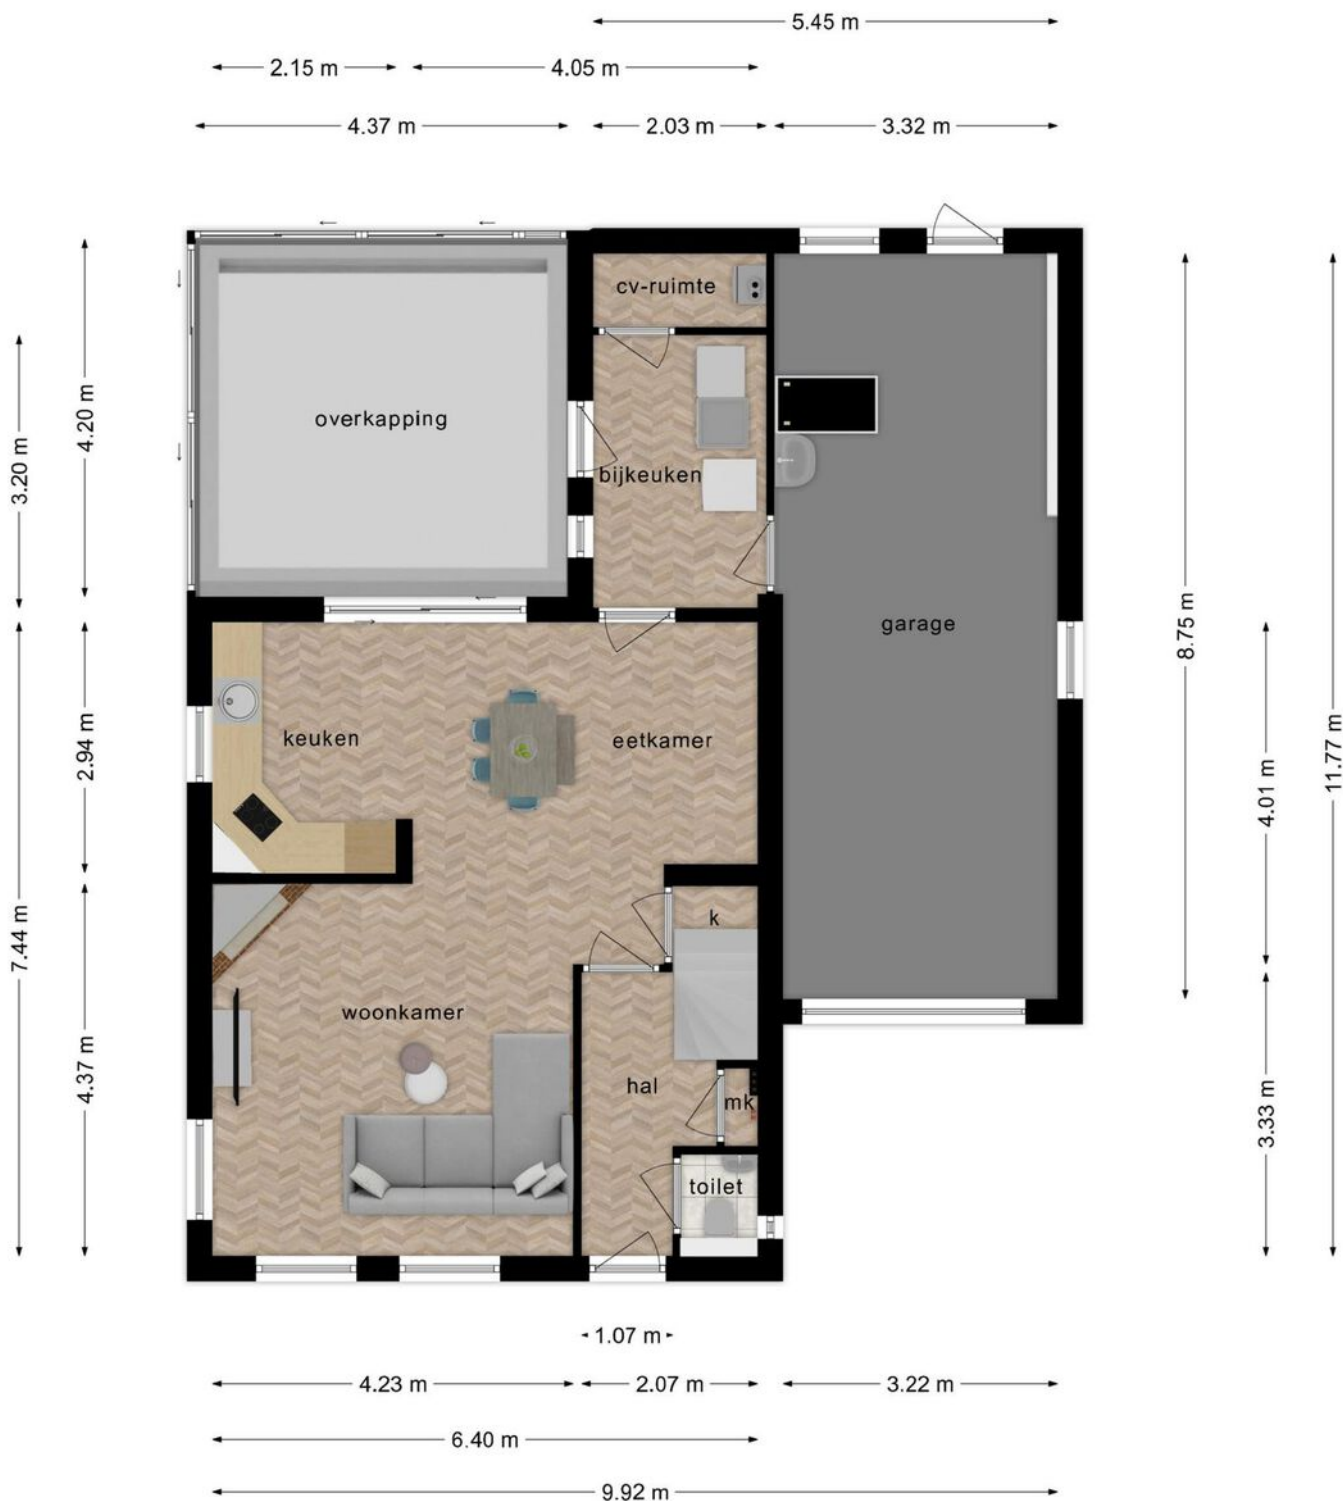 5.45 m
2.15 m
4.05 m
4.37 m
2.03 m
3.32 m
cv-ruimte
overkapping
bijkeuken
garage
keuken
eetkamer
k
woonkamer
hal
mk
toilet
3.20 m
4.20 m
7.44 m
2.94 m
4.37 m
8.75 m
4.01 m
3.33 m
11.77 m
1.07 m
4.23 m
2.07 m
3.22 m
6.40 m
9.92 m